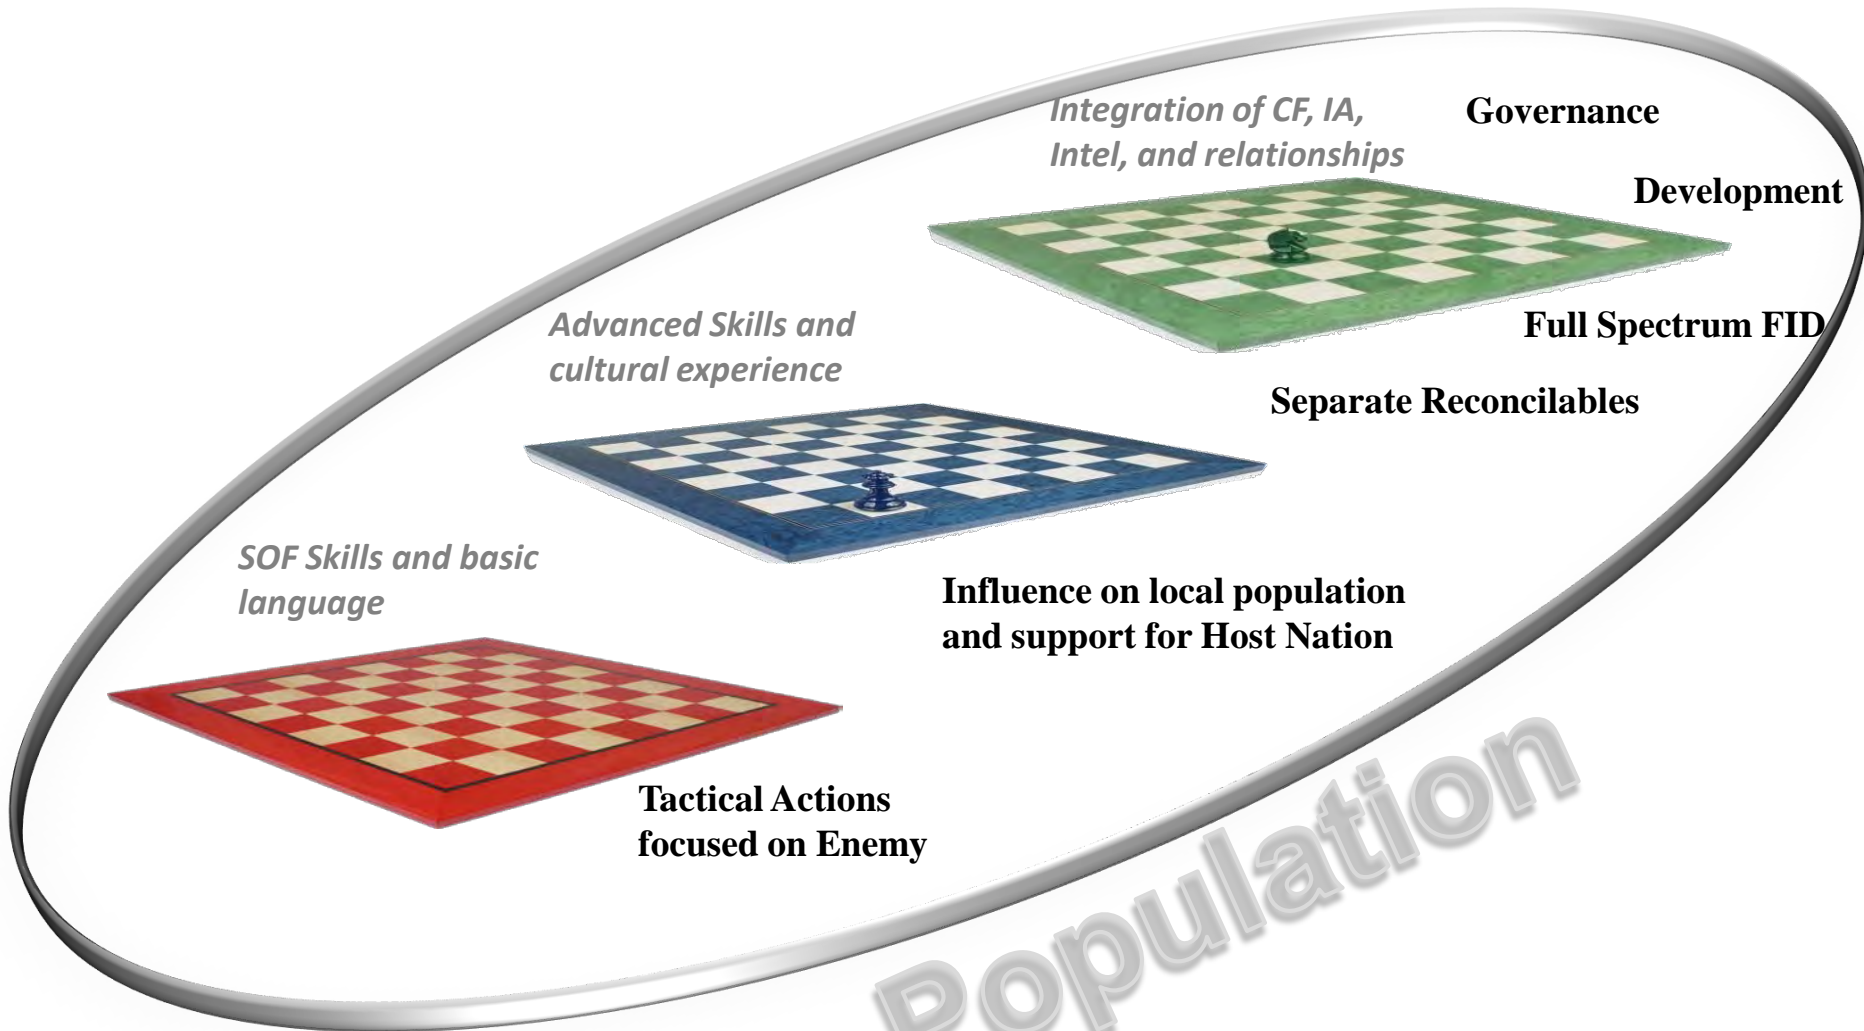 Integration of CF, IA,
Intel, and relationships
Governance
Development
Full Spectrum FID
Separate Reconcilables
Advanced Skills and
cultural experience
Influence on local population
and support for Host Nation
SOF Skills and basic
language
Tactical Actions
focused on Enemy
Population